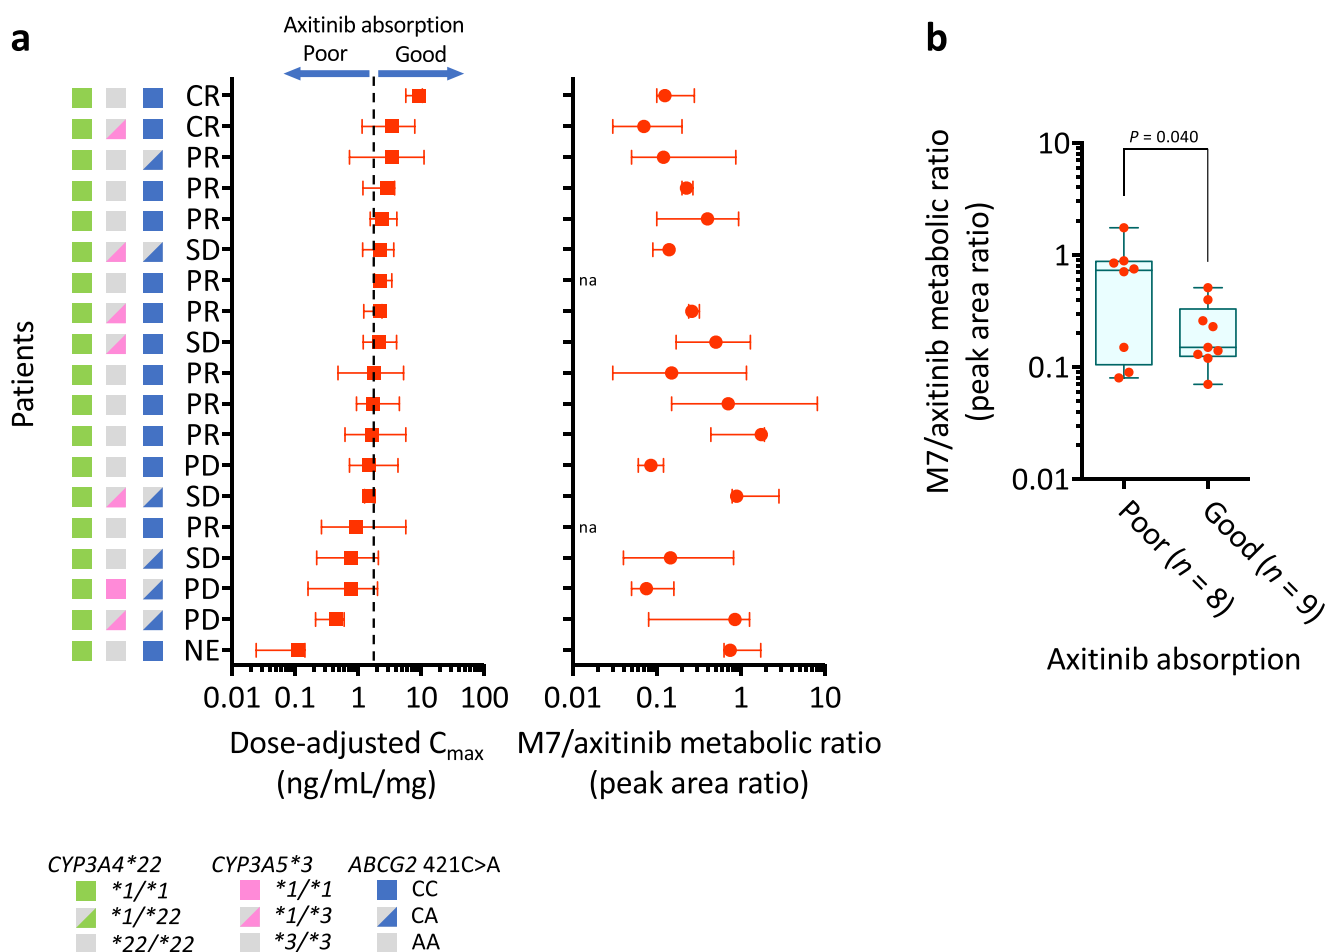 a
Axitinib absorption
Poor Good
Patients
CR
CR
PR
PR
PR
SD
PR
PR
SD
PR
PR
PR
PD
SD
PR
SD
PD
PD
NE
0.01 0.1 1 10 100
Dose-adjusted Cmax
(ng/mL/mg)
na
na
0.01 0.1 1 10
M7/axitinib metabolic ratio
(peak area ratio)
b
P = 0.040
M7/axitinib metabolic ratio
(peak area ratio)
10
1
0.1
0.01
Poor (n = 8)
Good (n = 9)
Axitinib absorption
CYP3A4*22
*1/*1
*1/*22
*22/*22
CYP3A5*3
*1/*1
*1/*3
*3/*3
ABCG2 421C>A
CC
CA
AA